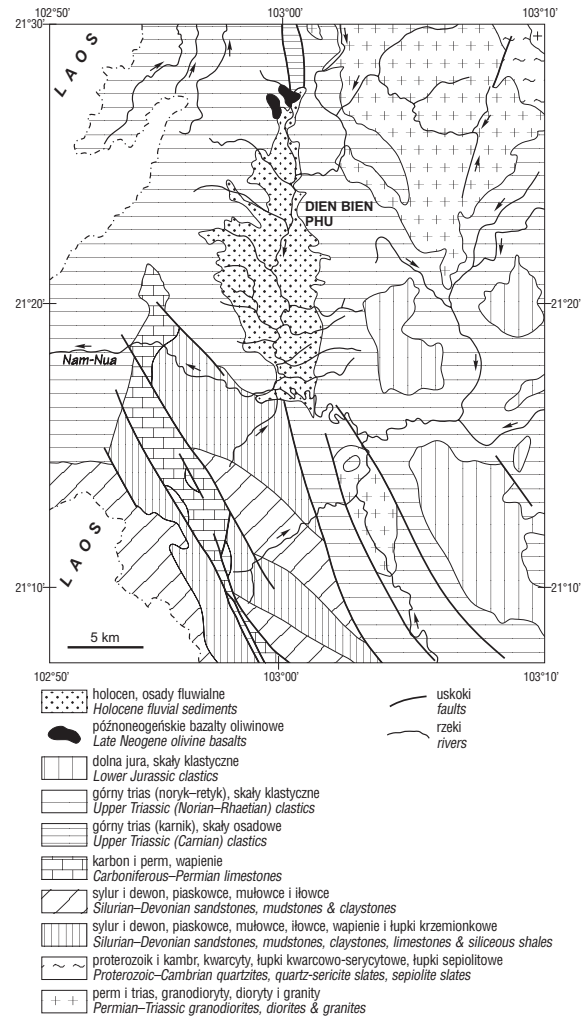 102°50' 103°00' 103°10'
21°30'
LAOS
DIEN BIEN
PHU
21°20' 21°20'
Nam-Nua
LAOS
21°10' 21°10'
5 km
102°50' 103°00' 103°10'
holocen, osady fluwialne
Holocene fluvial sediments
późnoneogeńskie bazalty oliwinowe
Late Neogene olivine basalts
dolna jura, skały klastyczne
Lower Jurassic clastics
górny trias (noryk–retyk), skały klastyczne
Upper Triassic (Norian–Rhaetian) clastics
górny trias (karnik), skały osadowe
Upper Triassic (Carnian) clastics
karbon i perm, wapienie
Carboniferous–Permian limestones
sylur i dewon, piaskowce, mułowce i iłowce
Silurian–Devonian sandstones, mudstones & claystones
sylur i dewon, piaskowce, mułowce, iłowce, wapienie i łupki krzemionkowe
Silurian–Devonian sandstones, mudstones, claystones, limestones & siliceous shales
proterozoik i kambr, kwarcyty, łupki kwarcowo-serycytowe, łupki sepiolitowe
Proterozoic–Cambrian quartzites, quartz-sericite slates, sepiolite slates
perm i trias, granodioryty, dioryty i granity
Permian–Triassic granodiorites, diorites & granites
uskoki
faults
rzeki
rivers